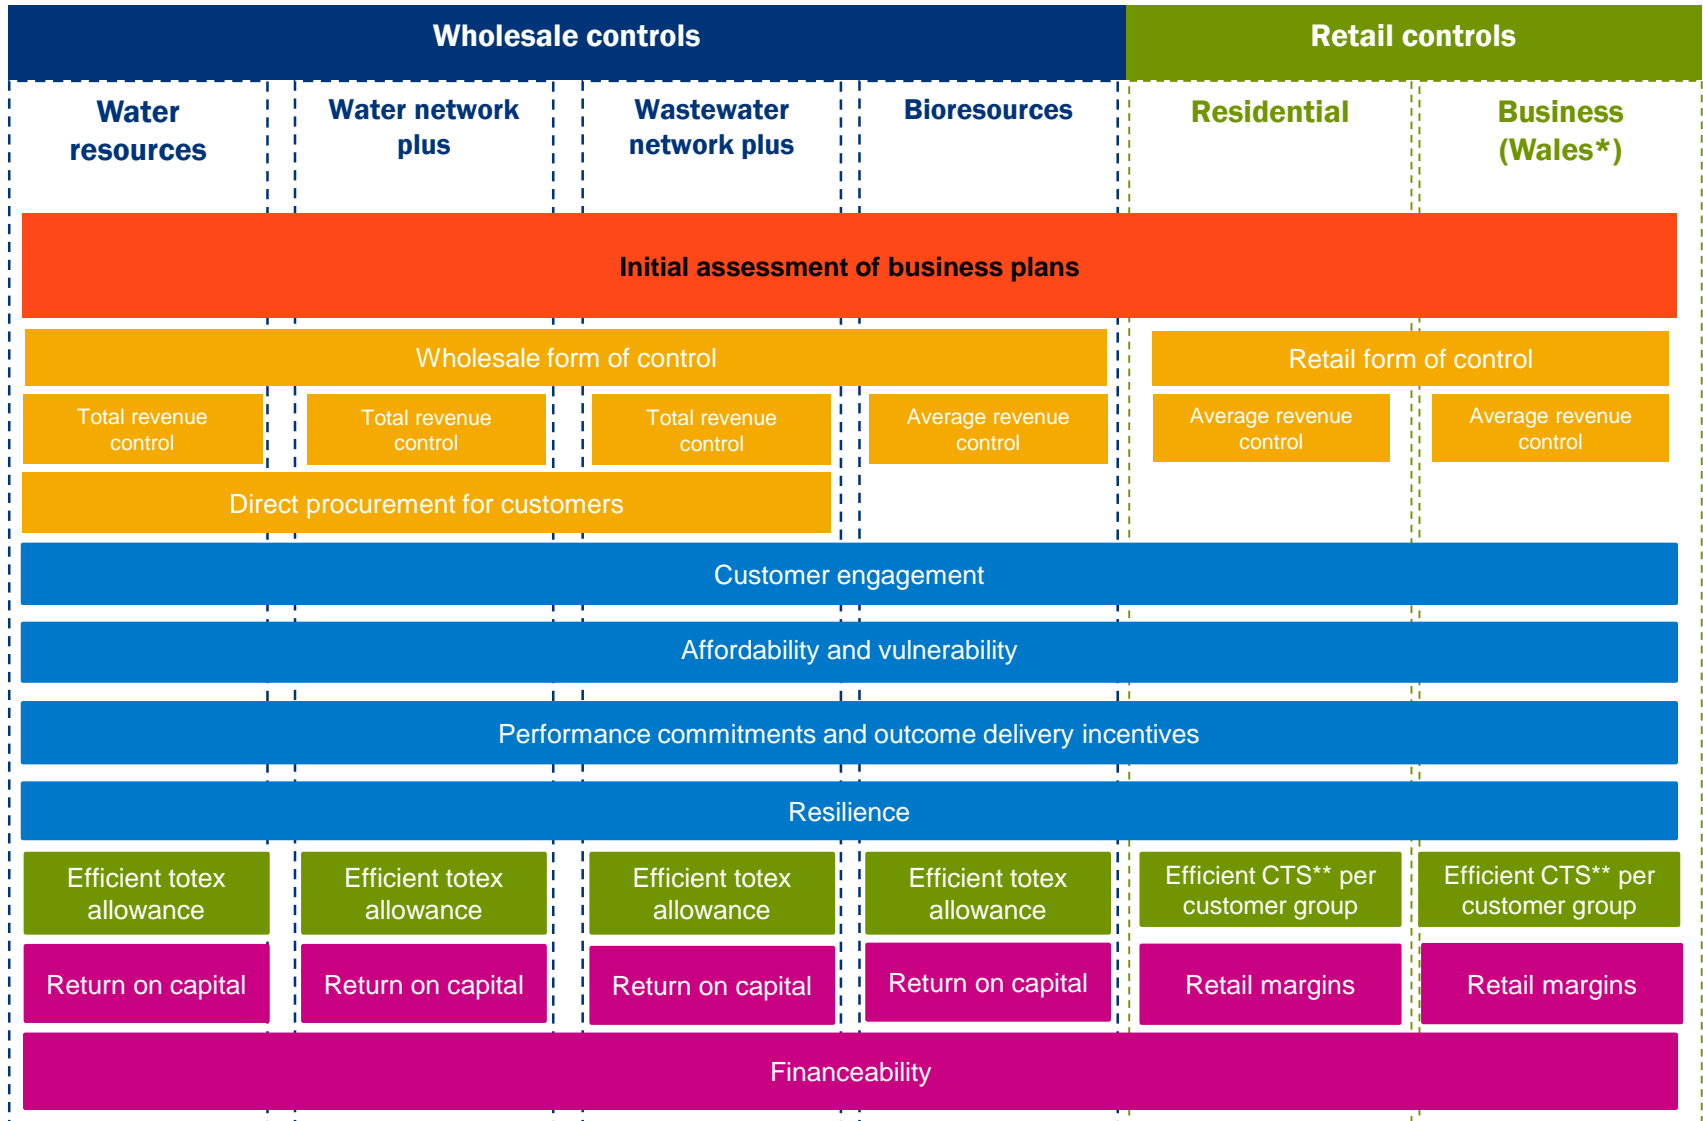 Wholesale controls
Retail controls
Water
resources
Water network
plus
Wastewater
network plus
Bioresources
Residential
Business
(Wales*)
Initial assessment of business plans
Wholesale form of control
Retail form of control
Total revenue
control
Total revenue
control
Total revenue
control
Average revenue
control
Average revenue
control
Average revenue
control
Direct procurement for customers
Customer engagement
Affordability and vulnerability
Performance commitments and outcome delivery incentives
Resilience
Efficient totex
allowance
Efficient totex
allowance
Efficient totex
allowance
Efficient totex
allowance
Efficient CTS** per
customer group
Efficient CTS** per
customer group
Return on capital
Return on capital
Return on capital
Return on capital
Retail margins
Retail margins
Financeability